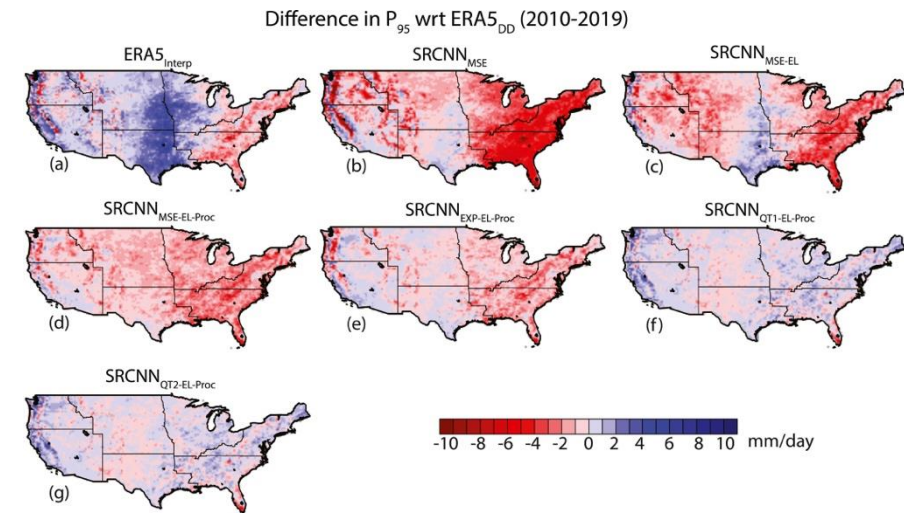 Difference in P95 wrt ERA5DD (2010-2019)
ERA5Interp
SRCNNMSE
SRCNNMSE-EL
(a)
(b)
(c)
SRCNNMSE-EL-Proc
SRCNNEXP-EL-Proc
SRCNNQT1-EL-Proc
(d)
(e)
(f)
SRCNNQT2-EL-Proc
(g)
-10 -8 -6 -4 -2 0 2 4 6 8 10 mm/day